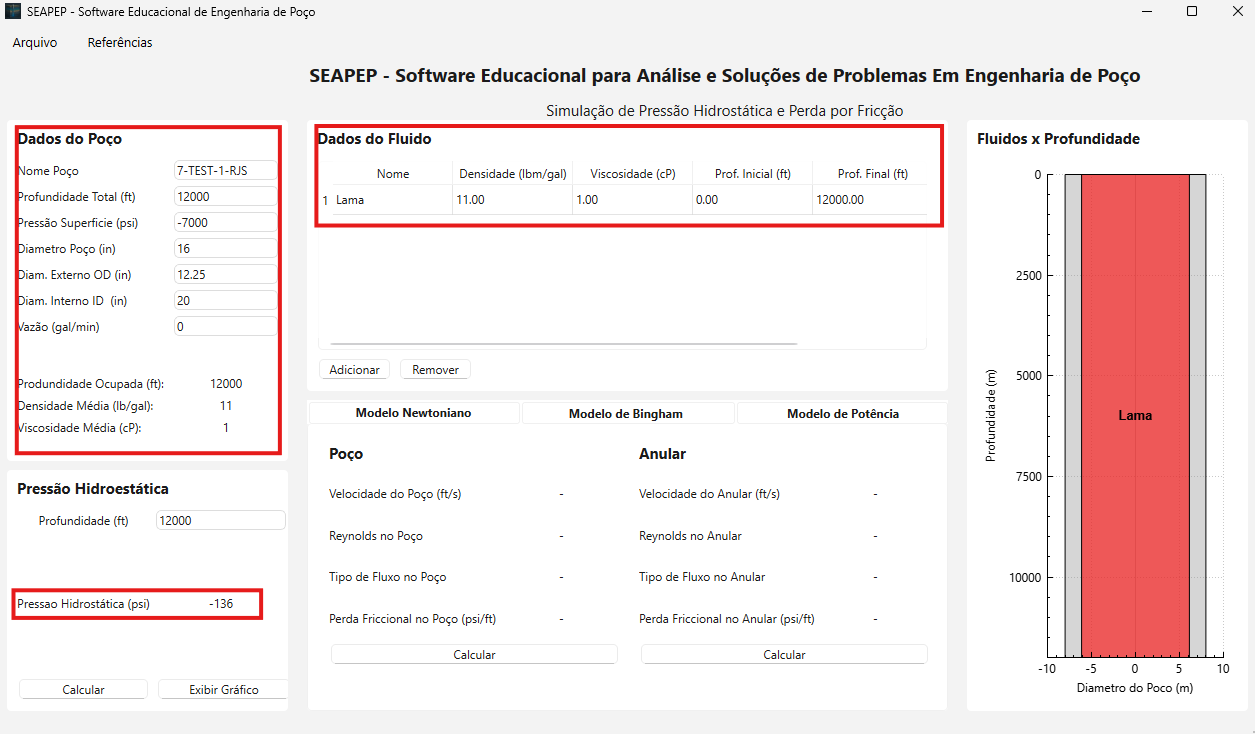 SEAPEP - Software Educacional de Engenharia de Poço
Arquivo Referências
SEAPEP - Software Educacional para Análise e Soluções de Problemas Em Engenharia de Poço
Simulação de Pressão Hidrostática e Perda por Fricção
Dados do Poço
Nome Poço 7-TEST-1-RJS
Profundidade Total (ft) 12000
Pressão Superficie (psi) -7000
Diametro Poço (in) 16
Diam. Externo OD (in) 12.25
Diam. Interno ID (in) 20
Vazão (gal/min) 0
Produndidade Ocupada (ft): 12000
Densidade Média (lb/gal): 11
Viscosidade Média (cP): 1
Pressão Hidroestática
Profundidade (ft) 12000
Pressao Hidrostática (psi) -136
Calcular Exibir Gráfico
Dados do Fluido
Nome Densidade (lbm/gal) Viscosidade (cP) Prof. Inicial (ft) Prof. Final (ft)
1 Lama 11.00 1.00 0.00 12000.00
Adicionar Remover
Modelo Newtoniano Modelo de Bingham Modelo de Potência
Poço Anular
Velocidade do Poço (ft/s) - Velocidade do Anular (ft/s) -
Reynolds no Poço - Reynolds no Anular -
Tipo de Fluxo no Poço - Tipo de Fluxo no Anular -
Perda Friccional no Poço (psi/ft) - Perda Friccional no Anular (psi/ft) -
Calcular Calcular
Fluidos x Profundidade
0
2500
5000
7500
10000
Profundidade (m)
Lama
-10 -5 0 5 10
Diametro do Poco (m)